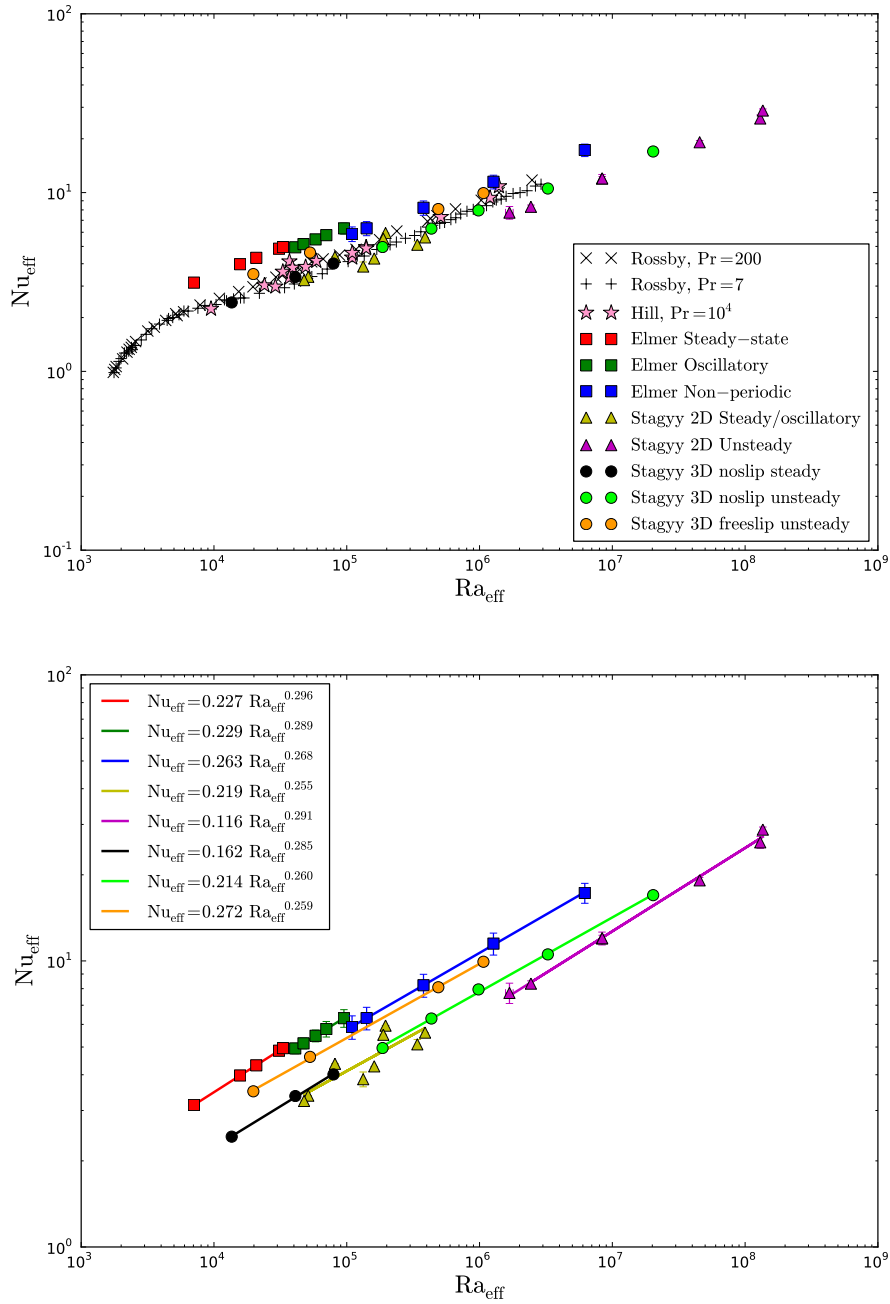 10^2
10^1
10^0
10^-1
Nu_eff
Rossby, Pr=200
Rossby, Pr=7
Hill, Pr=10^4
Elmer Steady−state
Elmer Oscillatory
Elmer Non−periodic
Stagyy 2D Steady/oscillatory
Stagyy 2D Unsteady
Stagyy 3D noslip steady
Stagyy 3D noslip unsteady
Stagyy 3D freeslip unsteady
10^3 10^4 10^5 10^6 10^7 10^8 10^9
Ra_eff
10^2
10^1
10^0
Nu_eff
Nu_eff=0.227 Ra_eff^0.296
Nu_eff=0.229 Ra_eff^0.289
Nu_eff=0.263 Ra_eff^0.268
Nu_eff=0.219 Ra_eff^0.255
Nu_eff=0.116 Ra_eff^0.291
Nu_eff=0.162 Ra_eff^0.285
Nu_eff=0.214 Ra_eff^0.260
Nu_eff=0.272 Ra_eff^0.259
10^3 10^4 10^5 10^6 10^7 10^8 10^9
Ra_eff